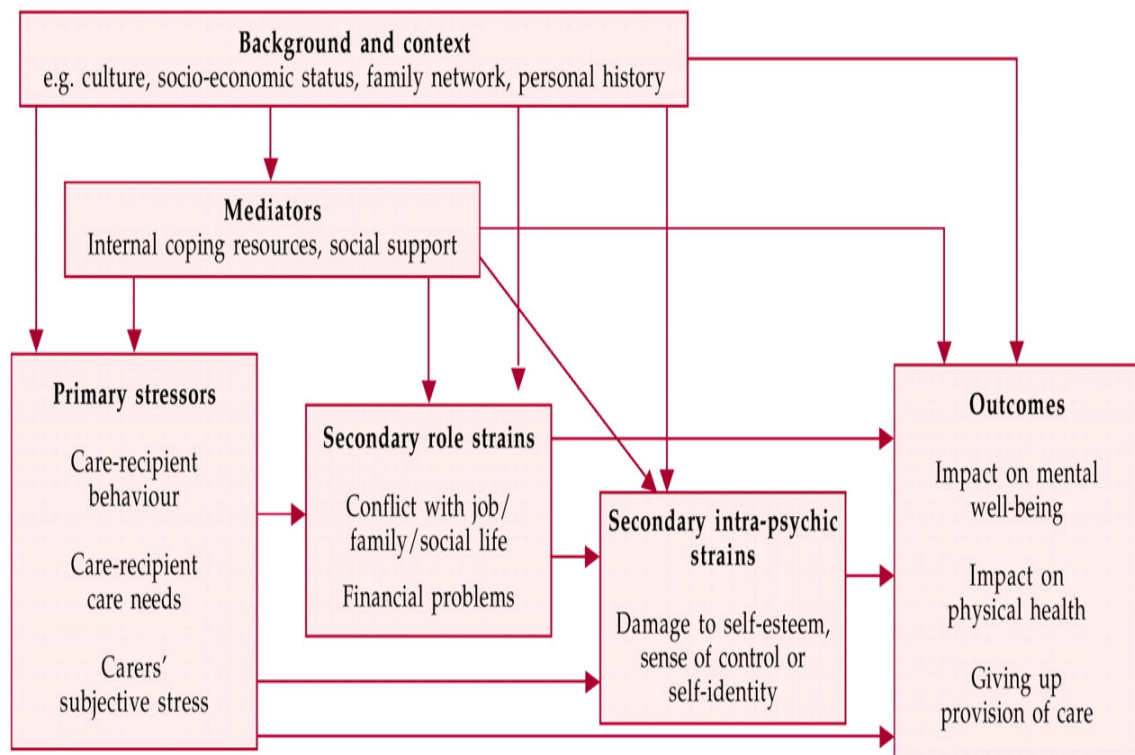 Background and context
e.g. culture, socio-economic status, family network, personal history
Mediators
Internal coping resources, social support
Primary stressors
Care-recipient
behaviour
Care-recipient
care needs
Carers’
subjective stress
Secondary role strains
Conflict with job/
family/social life
Financial problems
Secondary intra-psychic
strains
Damage to self-esteem,
sense of control or
self-identity
Outcomes
Impact on mental
well-being
Impact on
physical health
Giving up
provision of care